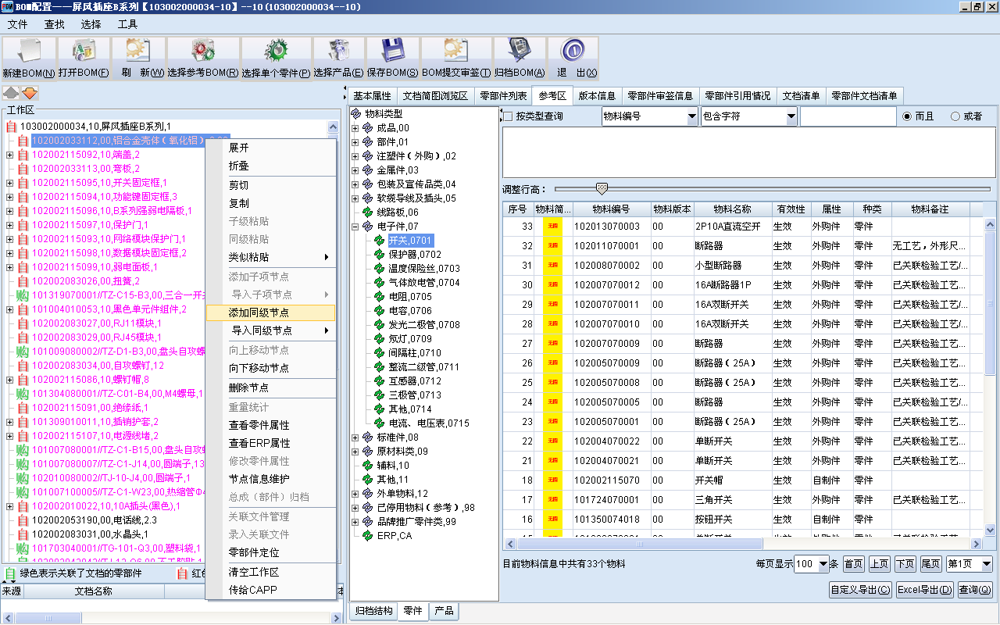 BOM配置——屏风插座B系列【103002000034-10】--10(103002000034--10)
文件 查找 选择 工具
新建BOM(N) 打开BOM(F) 刷 新(W) 选择参考BOM(R) 选择单个零件(P) 选择产品(E) 保存BOM(S) BOM提交审签(T) 归档BOM(A) 退 出(X)
工作区
103002000034,10,屏风插座B系列,1
102002033112,00,铝合金壳体(氧化铝)
102002115092,10,端盖,2
102002033113,00,弯板,2
102002115095,10,开关固定框,1
102002115094,10,功能键固定框,3
102002115096,10,B系列强弱电隔板,1
102002115097,10,保护门,1
102002115093,10,网络模块保护门,1
102002115098,10,数据模块固定框,2
102002115099,10,弱电面板,1
102002083026,00,扭簧,2
购 101319070001//TZ-C15-B3,00,三合一开
101004010053,10,黑色单元件组件,2
102002083027,00,RJ11模块,1
102002083029,00,RJ45模块,1
购 101009080002//TZ-D1-B3,00,盘头自攻螺
102002083034,00,自攻螺钉,12
102002115086,10,螺钉帽,8
购 101304080001//TZ-C01-B4,00,M4螺母,1
102002115091,00,绝缘纸,1
101309010011,10,插销护套,2
102002115107,10,电源线堵,2
购 101007080001//TZ-C1-B15,00,盘头自攻
购 101007080001//TZ-C1-J14,00,圆端子,13
购 102010080002//TJ-10-J4,00,圆端子,1
购 101007100005//TZ-C1-W23,00,热缩管Φ4
102002010022,10,10A插头(黑色),1
102002053190,00,电话线,2.3
102002083031,00,水晶头,1
购 101703040001//TG-101-Q3,00,塑料袋,1
绿色表示关联了文档的零部件 红色
来源 文档名称
展开
折叠
剪切
复制
子级粘贴
同级粘贴
类似粘贴
添加子项节点
导入子项节点
添加同级节点
导入同级节点
向上移动节点
向下移动节点
删除节点
重量统计
查看零件属性
查看ERP属性
修改零件属性
节点信息维护
总成(部件)归档
关联文件管理
录入关联文件
零部件定位
清空工作区
传给CAPP
基本属性 文档简图浏览区 零部件列表 参考区 版本信息 零部件审签信息 零部件引用情况 文档清单 零部件文档清单
物料类型
成品,00
部件,01
注塑件(外购),02
金属件,03
包装及宣传品类,04
软缆导线及插头,05
线路板,06
电子件,07
开关,0701
保护器,0702
温度保险丝,0703
气体放电管,0704
电阻,0705
电容,0706
发光二极管,0708
氖灯,0709
间隔柱,0710
整流二级管,0711
互感器,0712
三极管,0713
其他,0714
电流、电压表,0715
标准件,08
原材料类,09
辅料,10
其他,11
外单物料,12
已停用物料(参考),98
品牌推广零件类,99
ERP,CA
归档结构 零件 产品
按类型查询 物料编号 包含字符 而且 或者
调整行高：
序号 物料简... 物料编号 物料版本 物料名称 有效性 属性 种类 物料备注
33 无图 102013070003 00 2P10A直流空开 生效 外购件 零件
32 无图 102011070001 00 断路器 生效 外购件 零件 无工艺，外形尺...
31 无图 102008070002 00 小型断路器 生效 外购件 零件 已关联检验工艺/...
30 无图 102007070012 00 16A断路器1P 生效 外购件 零件 已关联检验工艺/...
29 无图 102007070011 00 16A双断开关 生效 外购件 零件 已关联检验工艺/...
28 无图 102007070010 00 16A双断开关 生效 外购件 零件 已关联检验工艺/...
27 无图 102007070009 00 断路器 生效 外购件 零件 已关联检验工艺/...
26 无图 102005070009 00 断路器(25A) 生效 外购件 零件 已关联检验工艺...
25 无图 102005070008 00 断路器(25A) 生效 外购件 零件 已关联检验工艺...
24 无图 102005070005 00 断路器 生效 外购件 零件 已关联检验工艺/...
23 无图 102005070001 00 断路器(25A) 生效 外购件 零件 已关联检验工艺...
22 无图 102004070022 00 单断开关 生效 外购件 零件 已关联检验工艺/...
21 无图 102004070021 00 单断开关 生效 外购件 零件 已关联检验工艺/...
18 无图 102002115070 00 开关帽 生效 自制件 零件
17 无图 101724070001 00 三角开关 生效 外购件 零件 已关联检验工艺/...
16 无图 101350074018 00 按钮开关 生效 自制件 零件
目前物料信息中共有33个物料 每页显示 100 条 首页 上页 下页 尾页 第1页
自定义导出(C) Excel导出(D) 查询(Q)